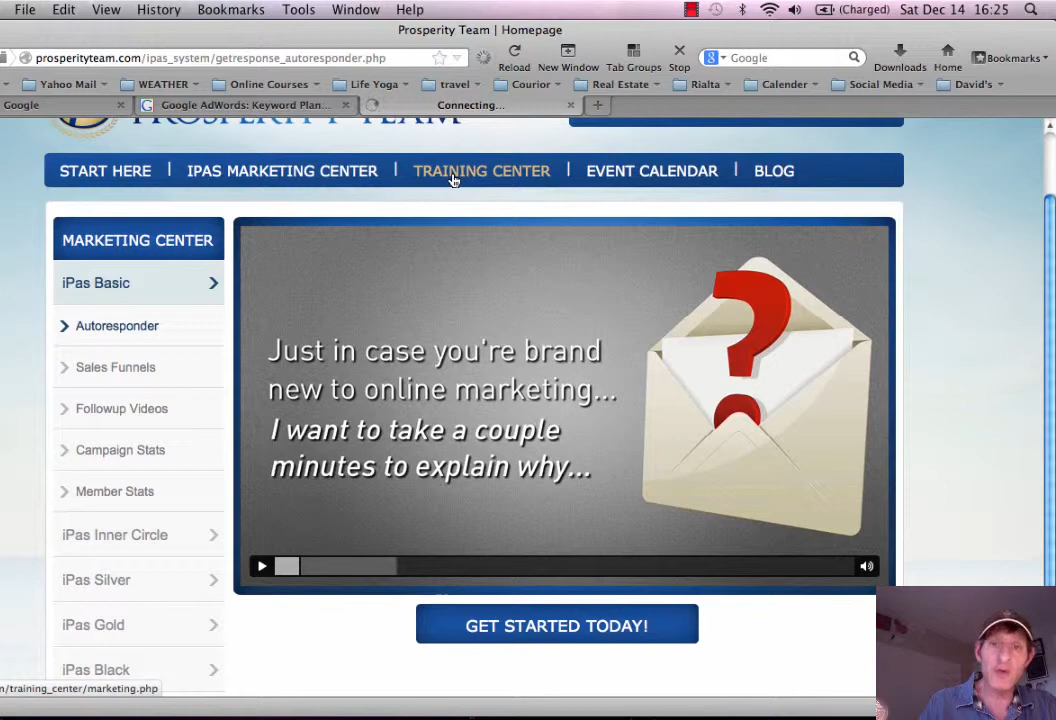 File Edit View History Bookmarks Tools Window Help (Charged) Sat Dec 14 16:25
Prosperity Team | Homepage
prosperityteam.com/ipas_system/getresponse_autoresponder.php Google
Reload New Window Tab Groups Stop Downloads Home Bookmarks
Yahoo Mail WEATHER Online Courses Life Yoga travel Courior Real Estate Rialta Calender Social Media David's
Google Google AdWords: Keyword Plan... Connecting...
PROSPERITY TEAM
START HERE | IPAS MARKETING CENTER | TRAINING CENTER | EVENT CALENDAR | BLOG
MARKETING CENTER
iPas Basic
Autoresponder
Sales Funnels
Followup Videos
Campaign Stats
Member Stats
iPas Inner Circle
iPas Silver
iPas Gold
iPas Black
Just in case you're brand
new to online marketing...
I want to take a couple
minutes to explain why...
?
GET STARTED TODAY!
n/training_center/marketing.php